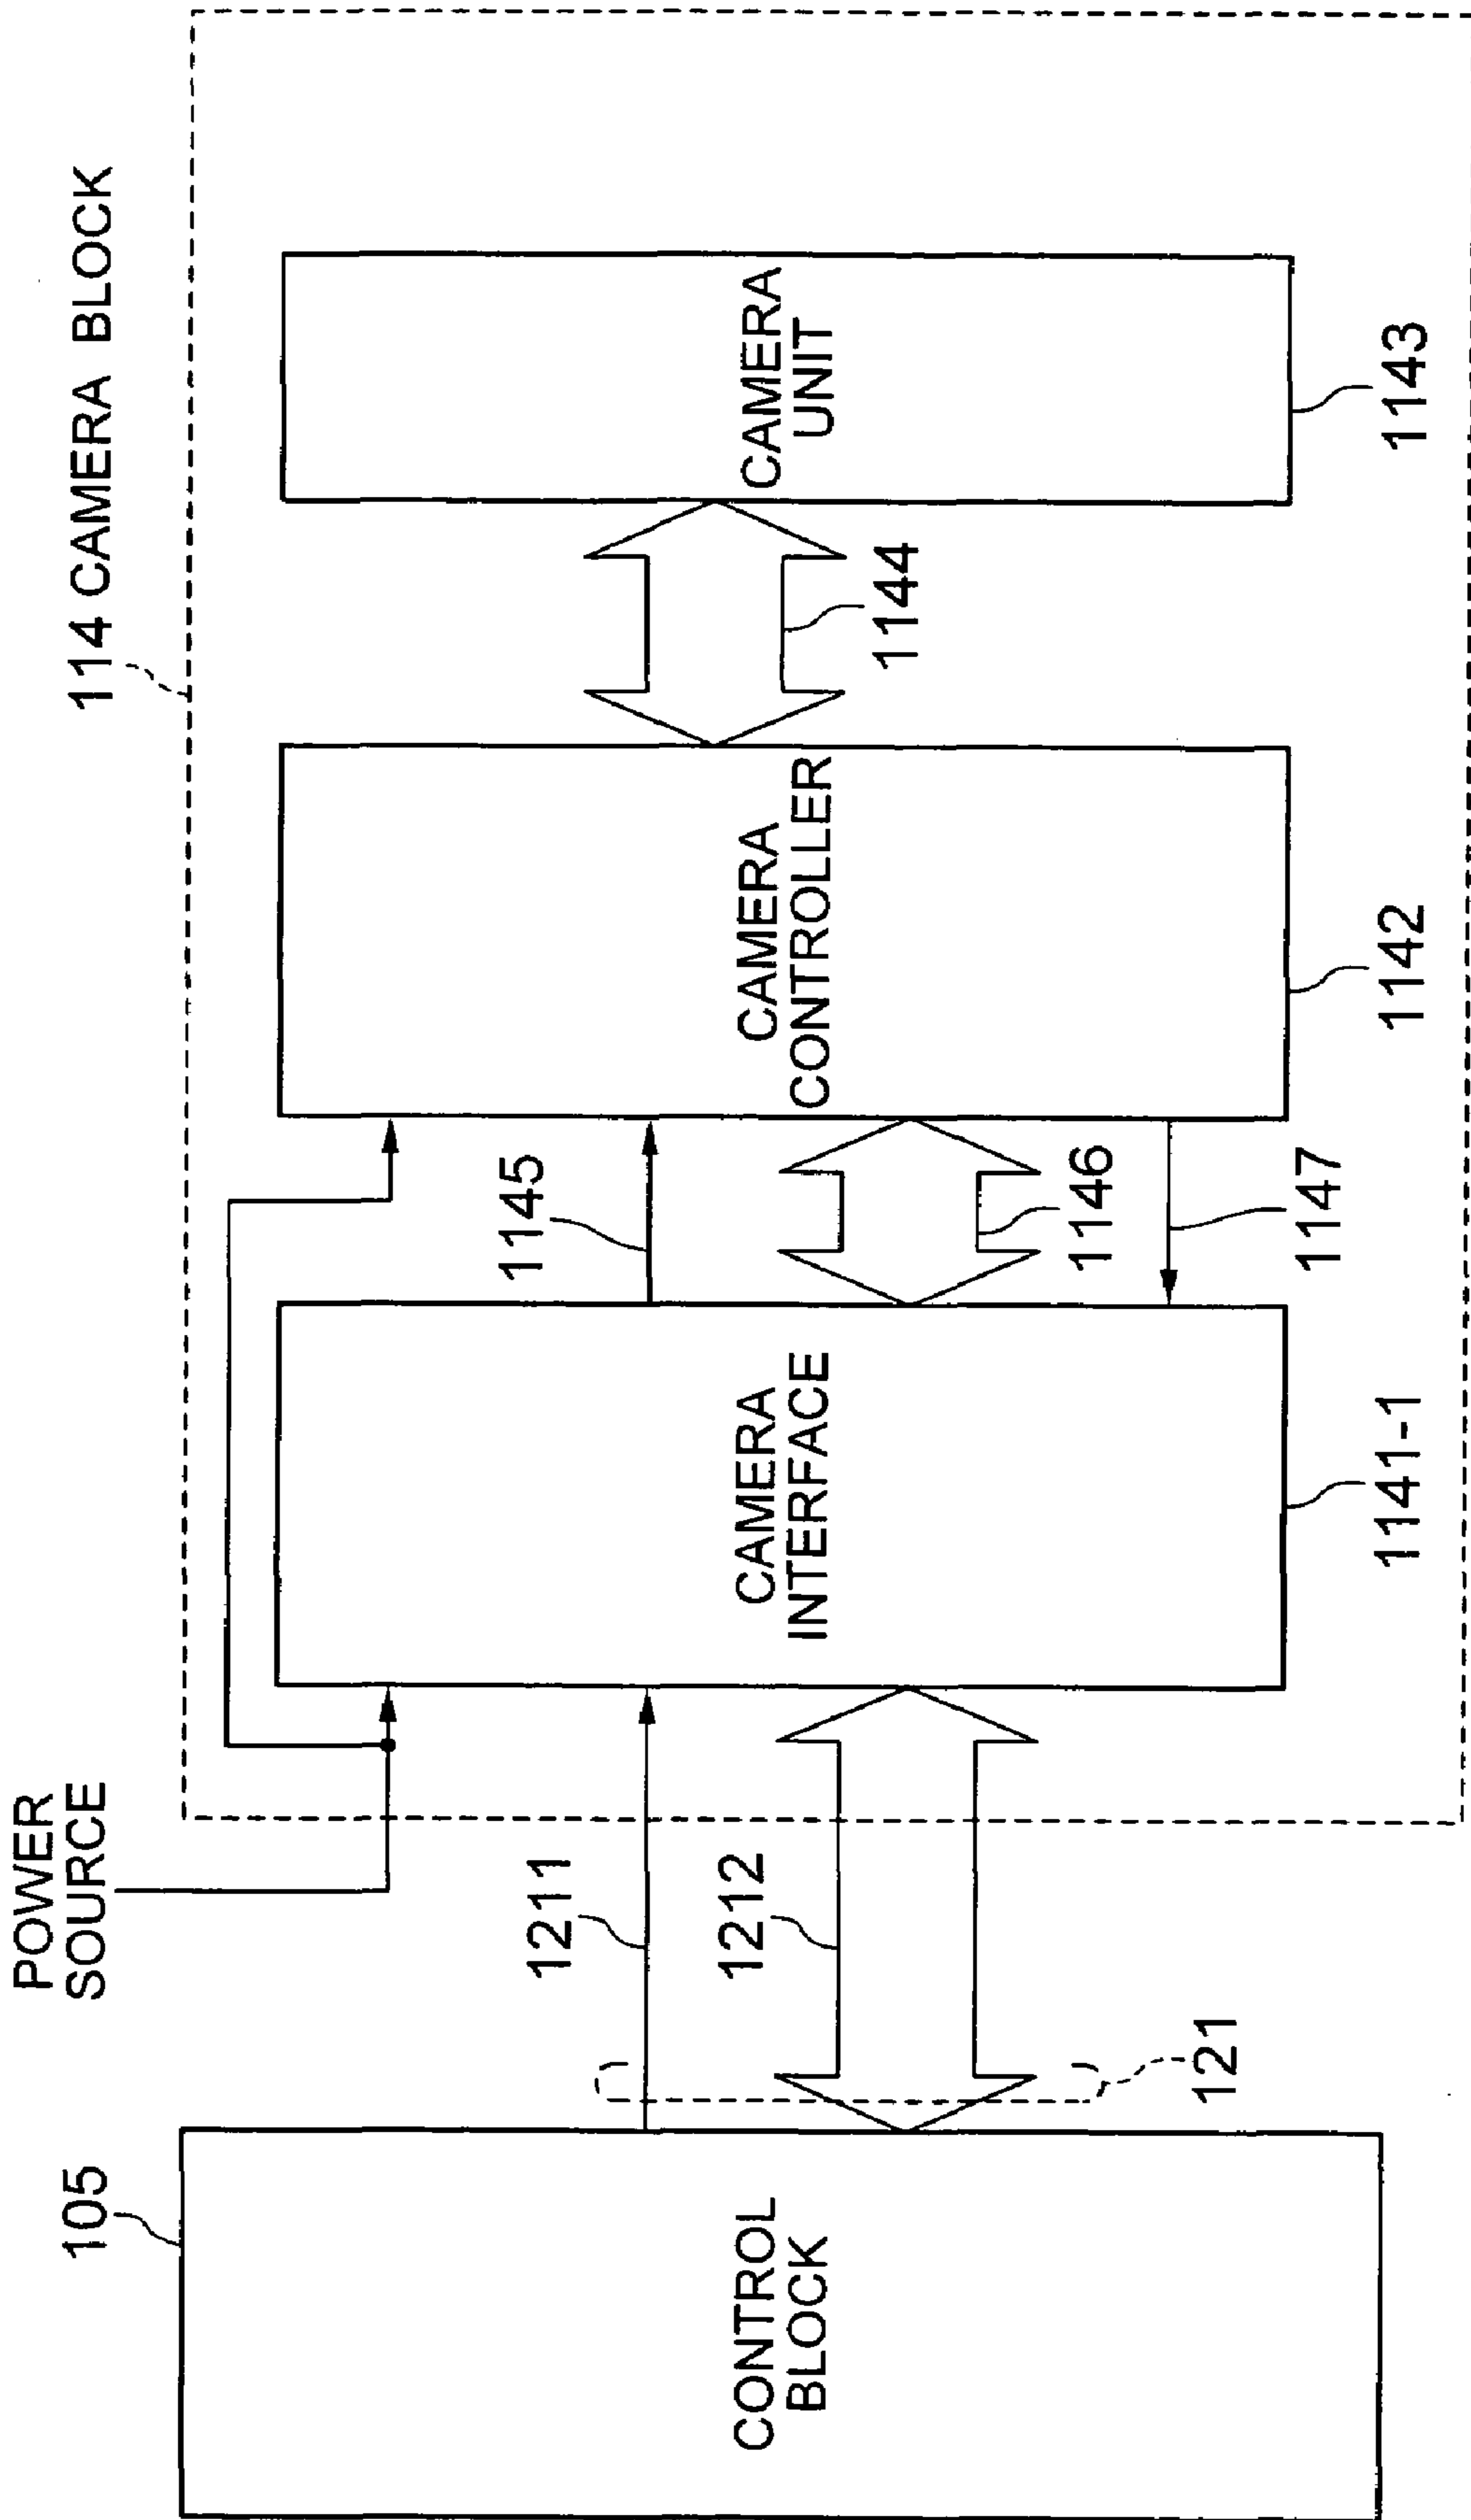 114 CAMERA BLOCK
POWER
SOURCE
105
CONTROL
BLOCK
1211
1212
121
CAMERA
INTERFACE
1141-1
1145
1146
1147
CAMERA
CONTROLLER
1142
1144
CAMERA
UNIT
1143